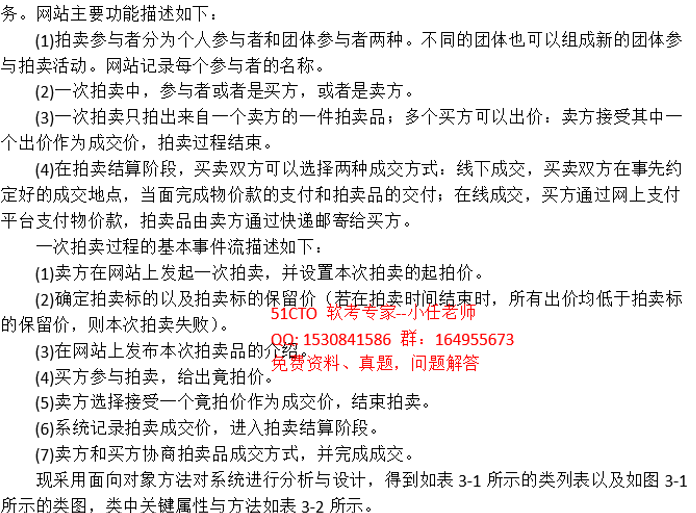 务。网站主要功能描述如下：
(1)拍卖参与者分为个人参与者和团体参与者两种。不同的团体也可以组成新的团体参
与拍卖活动。网站记录每个参与者的名称。
(2)一次拍卖中，参与者或者是买方，或者是卖方。
(3)一次拍卖只拍出来自一个卖方的一件拍卖品；多个买方可以出价：卖方接受其中一
个出价作为成交价，拍卖过程结束。
(4)在拍卖结算阶段，买卖双方可以选择两种成交方式：线下成交，买卖双方在事先约
定好的成交地点，当面完成物价款的支付和拍卖品的交付；在线成交，买方通过网上支付
平台支付物价款，拍卖品由卖方通过快递邮寄给买方。
一次拍卖过程的基本事件流描述如下：
(1)卖方在网站上发起一次拍卖，并设置本次拍卖的起拍价。
(2)确定拍卖标的以及拍卖标的保留价（若在拍卖时间结束时，所有出价均低于拍卖标
51CTO 软考专家--小任老师
的保留价，则本次拍卖失败）。
QQ: 1530841586 群：164955673
(3)在网站上发布本次拍卖品的介绍。
免费资料、真题，问题解答
(4)买方参与拍卖，给出竟拍价。
(5)卖方选择接受一个竟拍价作为成交价，结束拍卖。
(6)系统记录拍卖成交价，进入拍卖结算阶段。
(7)卖方和买方协商拍卖品成交方式，并完成成交。
现采用面向对象方法对系统进行分析与设计，得到如表 3-1 所示的类列表以及如图 3-1
所示的类图，类中关键属性与方法如表 3-2 所示。